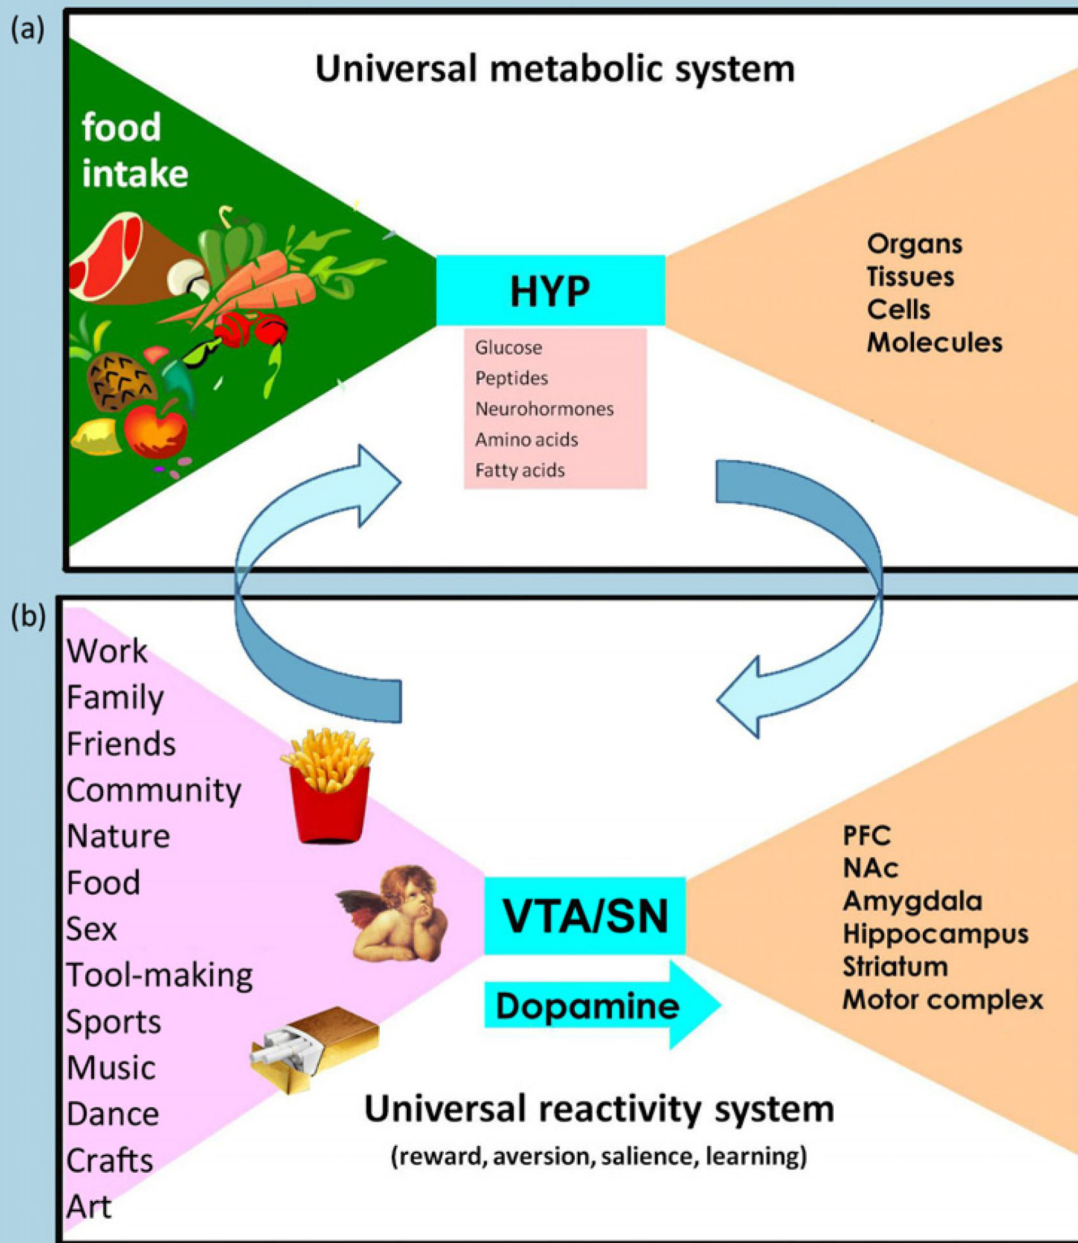 (a)
Universal metabolic system
food
intake
HYP
Glucose
Peptides
Neurohormones
Amino acids
Fatty acids
Organs
Tissues
Cells
Molecules
(b)
Work
Family
Friends
Community
Nature
Food
Sex
Tool-making
Sports
Music
Dance
Crafts
Art
VTA/SN
Dopamine
PFC
NAc
Amygdala
Hippocampus
Striatum
Motor complex
Universal reactivity system
(reward, aversion, salience, learning)